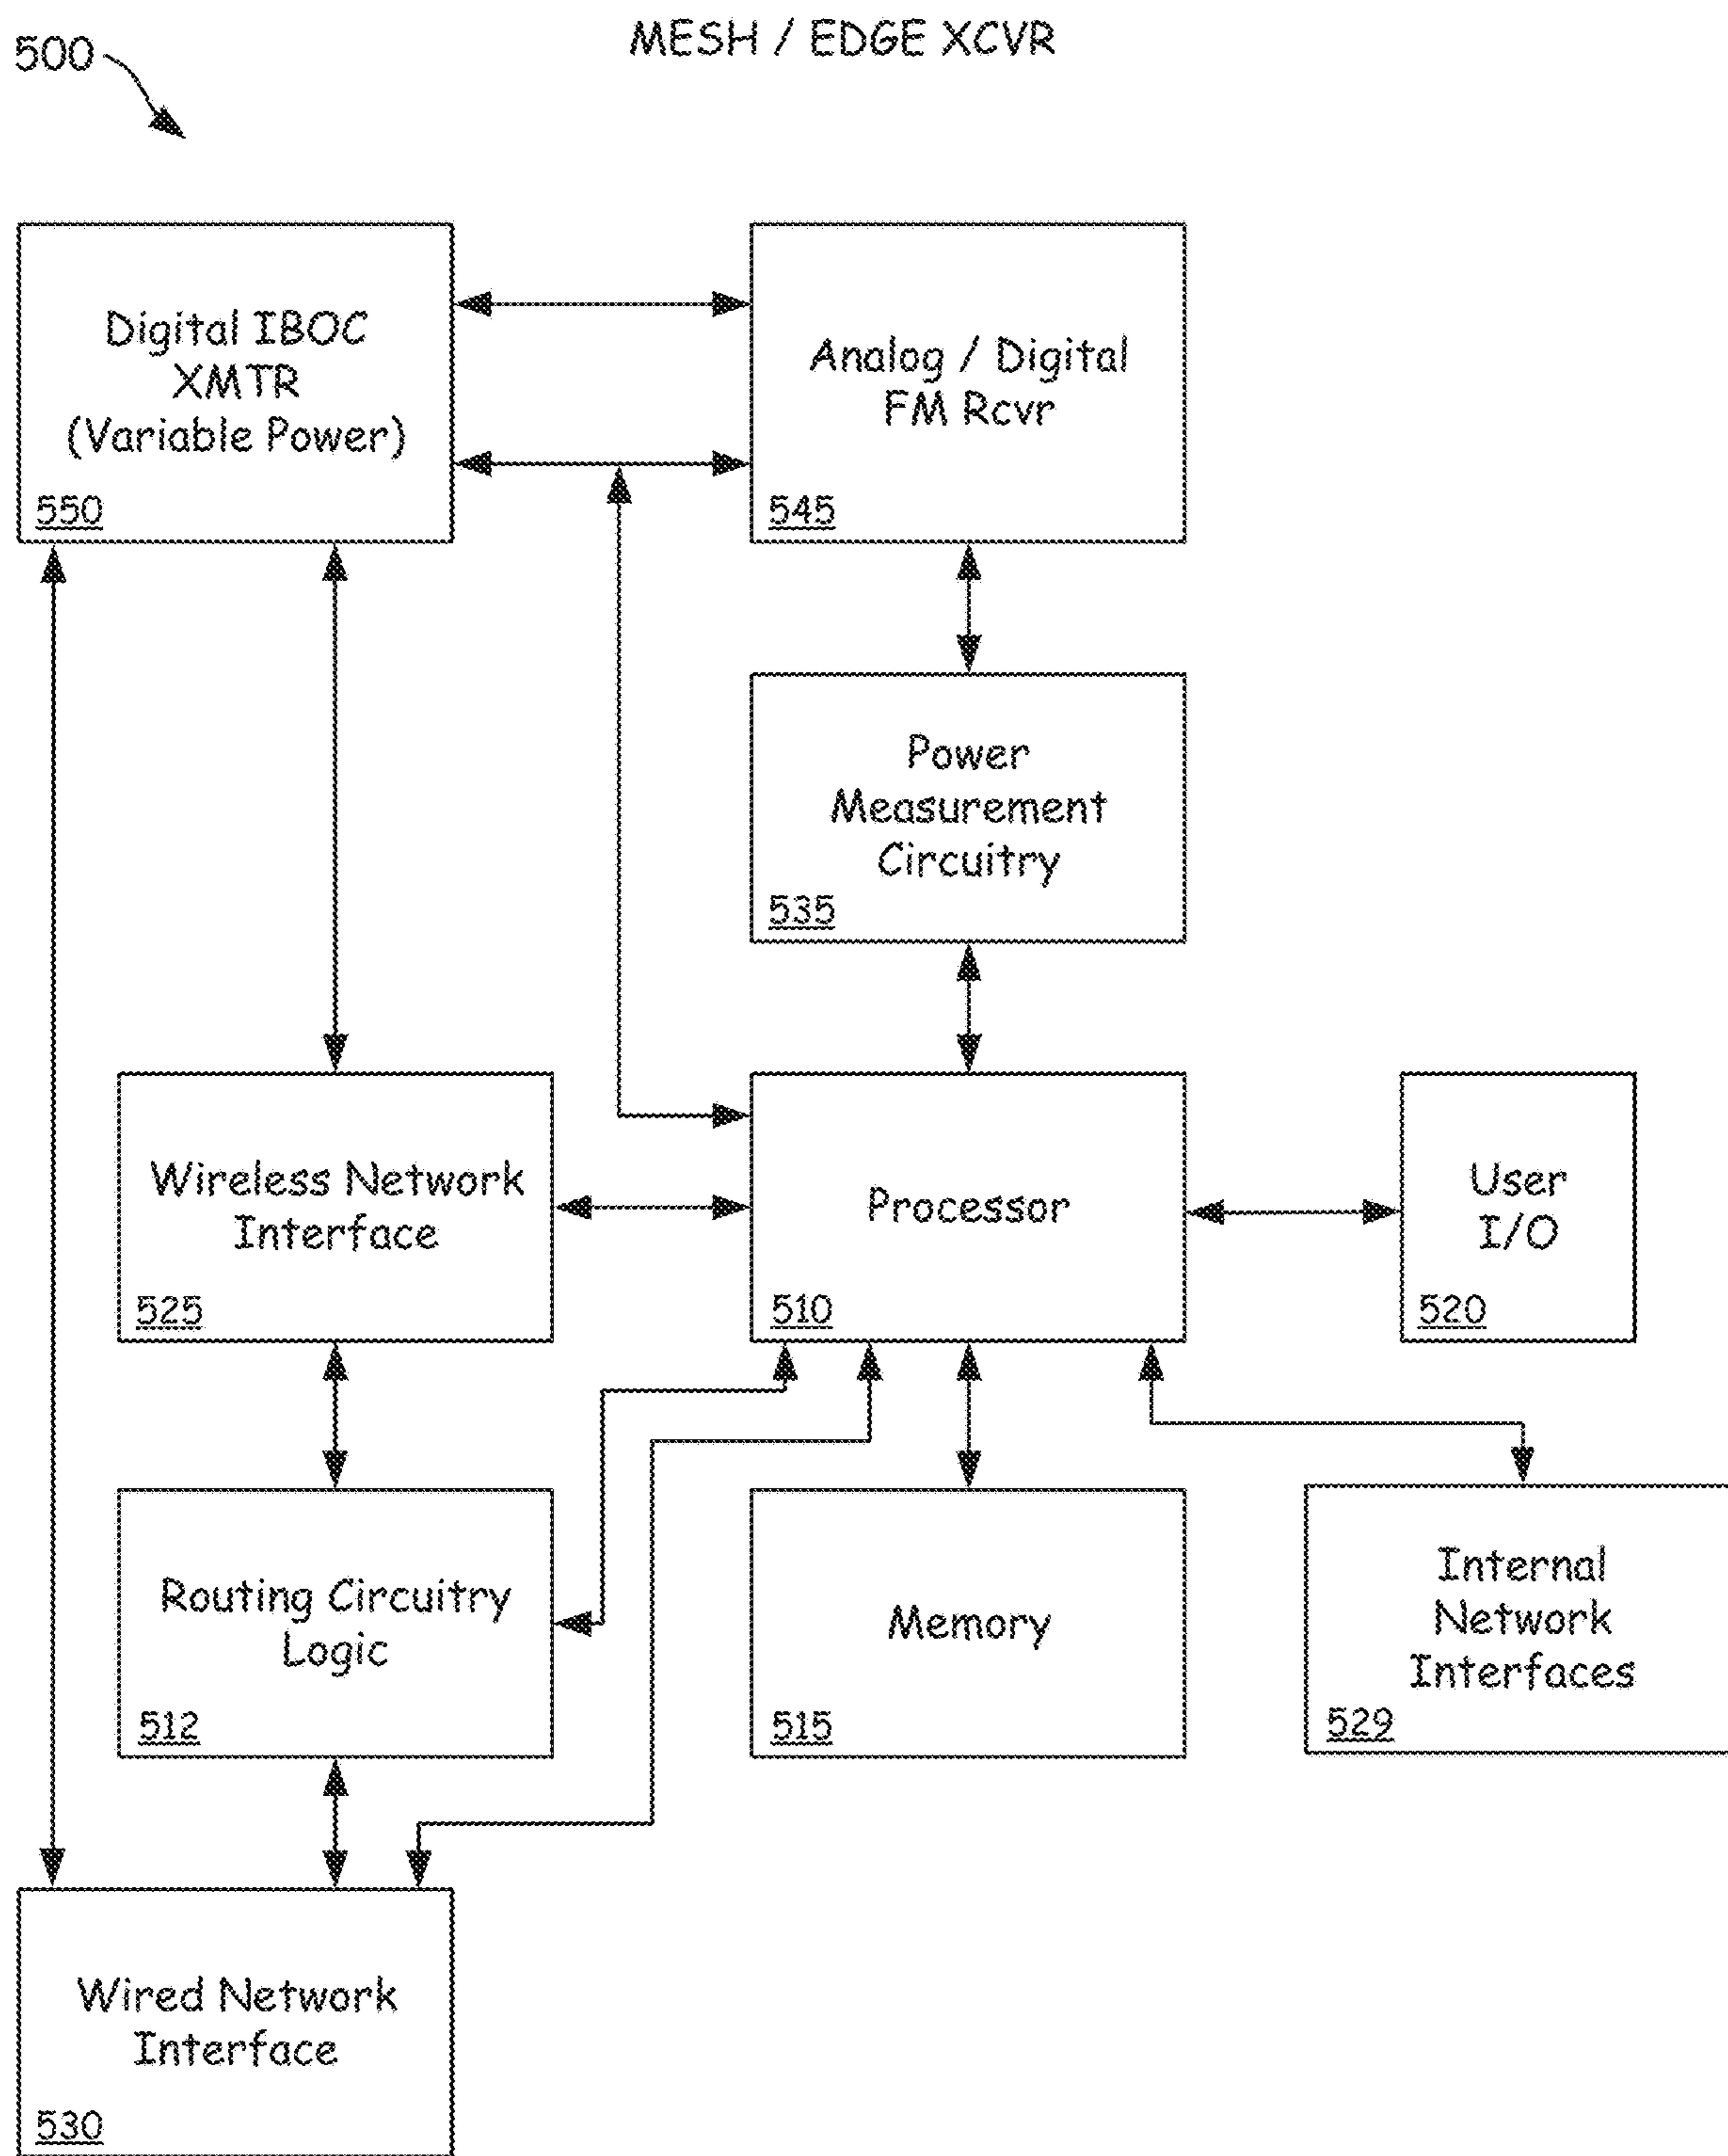 MESH / EDGE XCVR
500
Digital IBOC
XMTR
(Variable Power)
550
Analog / Digital
FM Rcvr
545
Power
Measurement
Circuitry
535
Wireless Network
Interface
525
Processor
510
User
I/O
520
Routing Circuitry
Logic
512
Memory
515
Internal
Network
Interfaces
529
Wired Network
Interface
530